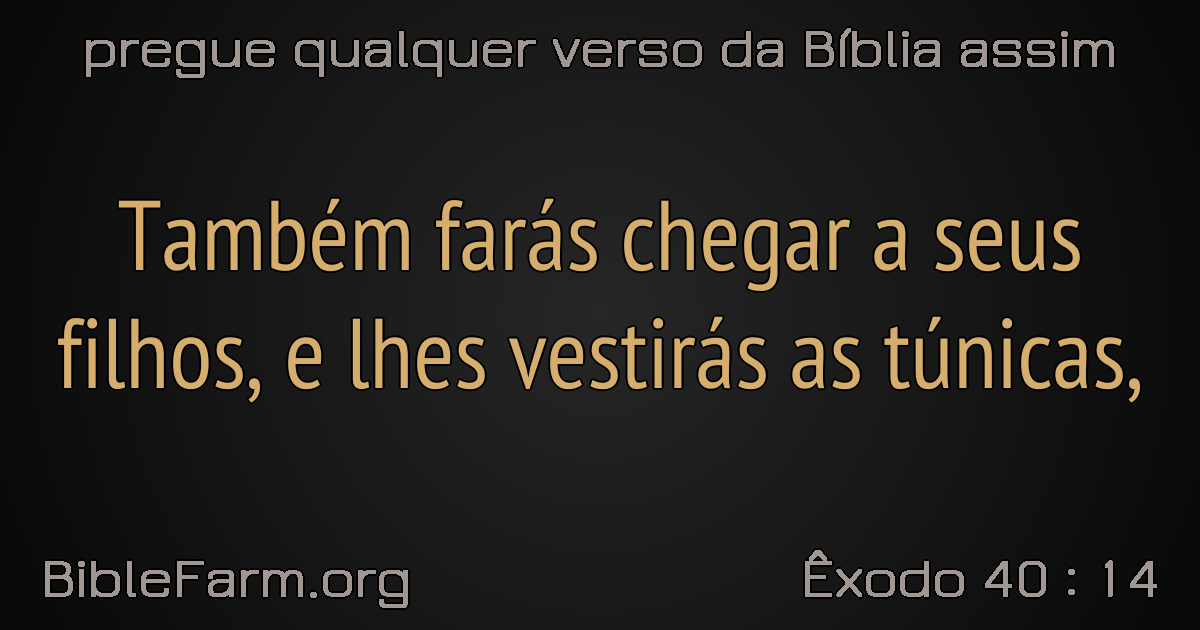 pregue qualquer verso da Bíblia assim
Também farás chegar a seus
filhos, e lhes vestirás as túnicas,
BibleFarm.org
Êxodo 40 : 14